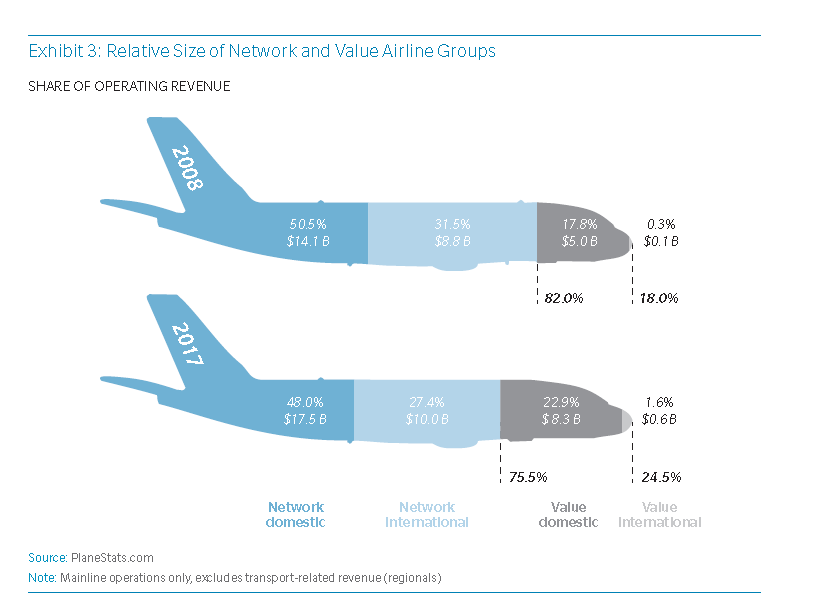 Exhibit 3: Relative Size of Network and Value Airline Groups
SHARE OF OPERATING REVENUE
2008
50.5%
$14.1 B
31.5%
$8.8 B
17.8%
$5.0 B
0.3%
$0.1 B
82.0%
18.0%
2017
48.0%
$17.5 B
27.4%
$10.0 B
22.9%
$ 8.3 B
1.6%
$0.6 B
75.5%
24.5%
Network
domestic
Network
International
Value
domestic
Value
International
Source: PlaneStats.com
Note: Mainline operations only, excludes transport-related revenue (regionals)